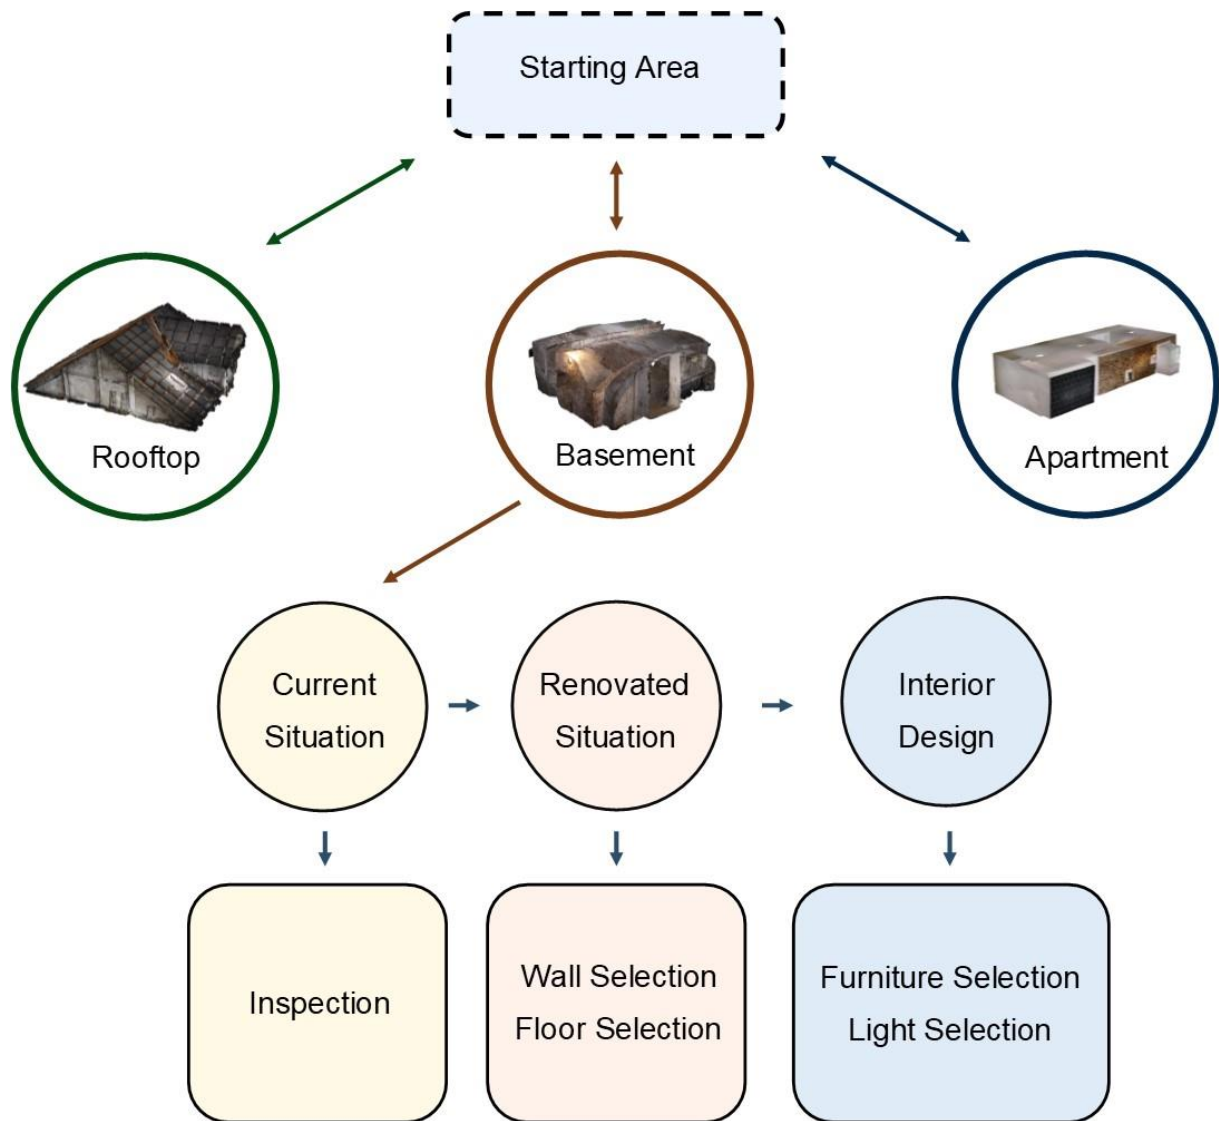 Starting Area
Rooftop
Basement
Apartment
Current
Situation
Renovated
Situation
Interior
Design
Inspection
Wall Selection
Floor Selection
Furniture Selection
Light Selection